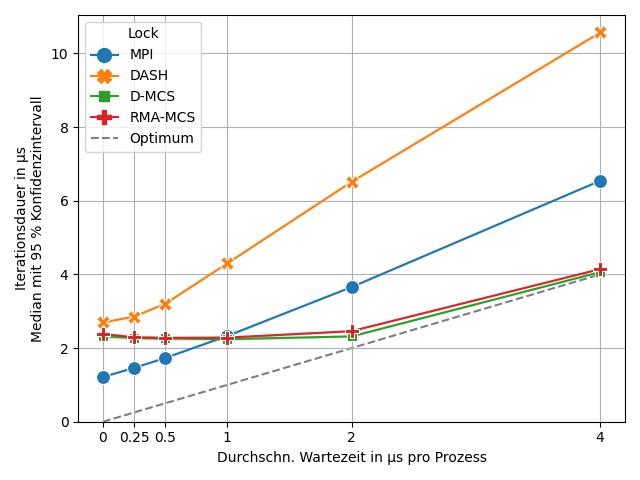 Lock
MPI
DASH
D-MCS
RMA-MCS
Optimum
10
8
6
4
2
0
Iterationsdauer in µs
Median mit 95 % Konfidenzintervall
0 0.25 0.5 1 2 4
Durchschn. Wartezeit in µs pro Prozess